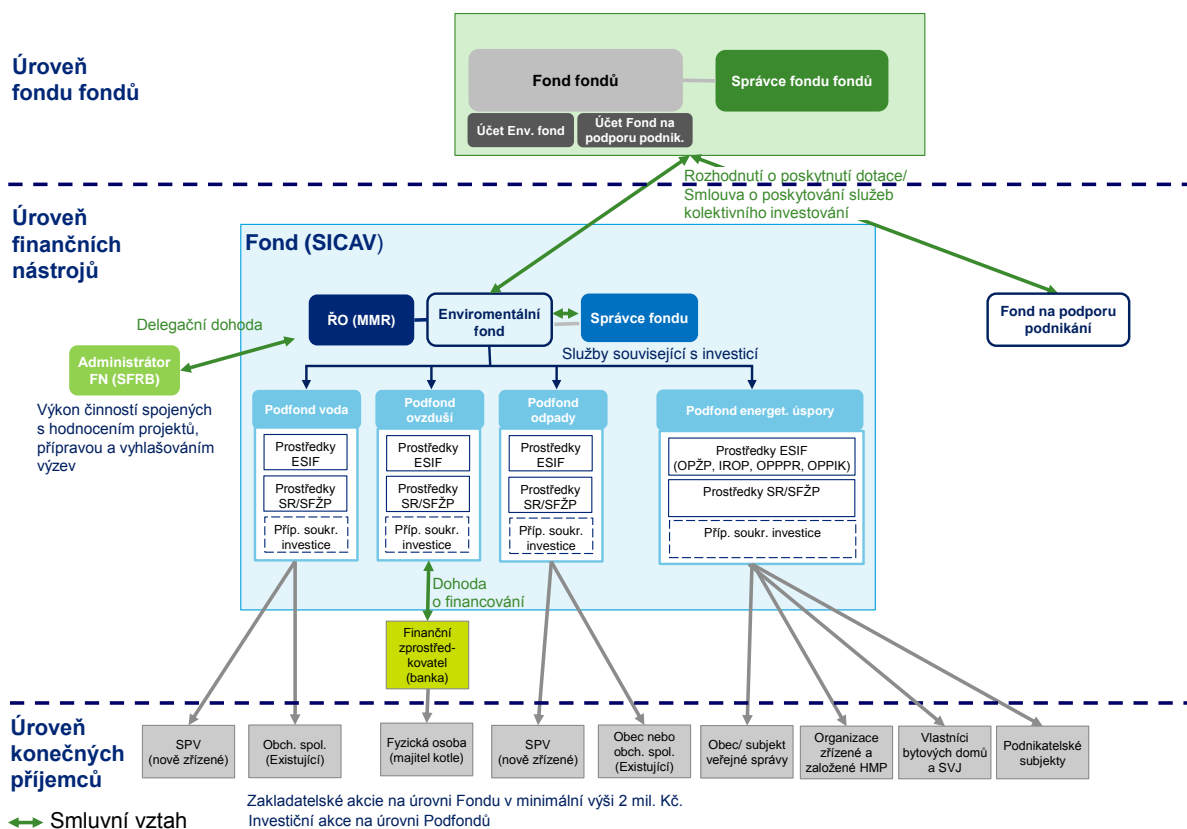 Úroveň
fondu fondů
Fond fondů
Správce fondu fondů
Účet Env. fond
Účet Fond na
podporu podnik.
Rozhodnutí o poskytnutí dotace/
Smlouva o poskytování služeb
kolektivního investování
Úroveň
finančních
nástrojů
Fond (SICAV)
ŘO (MMR)
Enviromentální
fond
Správce fondu
Fond na podporu
podnikání
Delegační dohoda
Administrátor
FN (SFRB)
Služby související s investicí
Výkon činností spojených
s hodnocením projektů,
přípravou a vyhlašováním
výzev
Podfond voda
Prostředky
ESIF
Prostředky
SR/SFŽP
Příp. soukr.
investice
Podfond
ovzduší
Prostředky
ESIF
Prostředky
SR/SFŽP
Příp. soukr.
investice
Podfond
odpady
Prostředky
ESIF
Prostředky
SR/SFŽP
Příp. soukr.
investice
Podfond energet. úspory
Prostředky ESIF
(OPŽP, IROP, OPPPR, OPPIK)
Prostředky SR/SFŽP
Příp. soukr. investice
Dohoda
o financování
Finanční
zprostřed-
kovatel
(banka)
Úroveň
konečných
příjemců
SPV
(nově zřízené)
Obch. spol.
(Existující)
Fyzická osoba
(majitel kotle)
SPV
(nově zřízené)
Obec nebo
obch. spol.
(Existující)
Obec/ subjekt
veřejné správy
Organizace
zřízené a
založené HMP
Vlastníci
bytových domů
a SVJ
Podnikatelské
subjekty
Zakladatelské akcie na úrovni Fondu v minimální výši 2 mil. Kč.
Investiční akce na úrovni Podfondů
Smluvní vztah